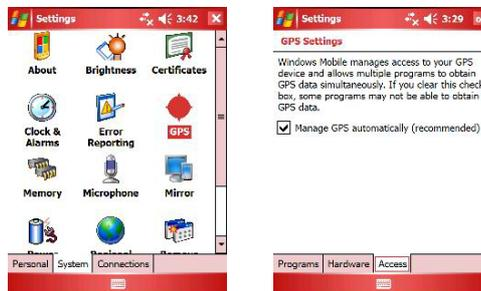 Settings 3:42
About Brightness Certificates
Clock & Error GPS
Alarms Reporting
Memory Microphone Mirror
Personal System Connections
Settings 3:29
GPS Settings
Windows Mobile manages access to your GPS
device and allows multiple programs to obtain
GPS data simultaneously. If you clear this check
box, some programs may not be able to obtain
GPS data.
Manage GPS automatically (recommended)
Programs Hardware Access